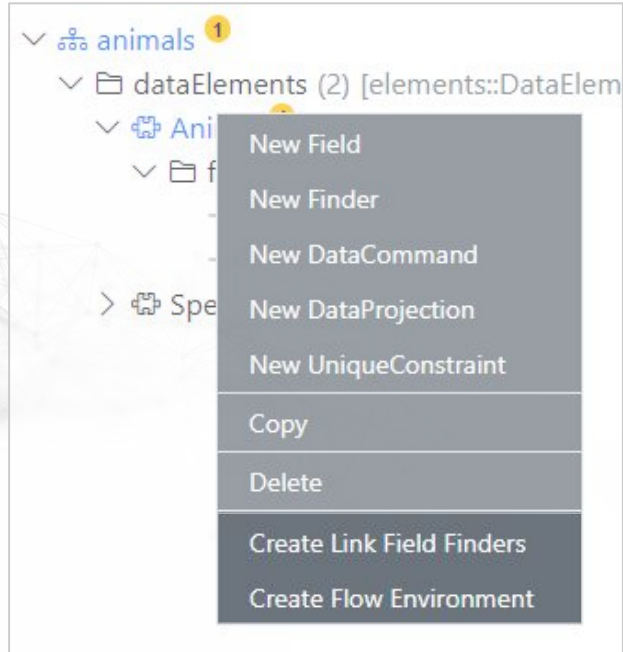 animals 1
dataElements (2) [elements::DataElem
Ani
f
Spe
New Field
New Finder
New DataCommand
New DataProjection
New UniqueConstraint
Copy
Delete
Create Link Field Finders
Create Flow Environment